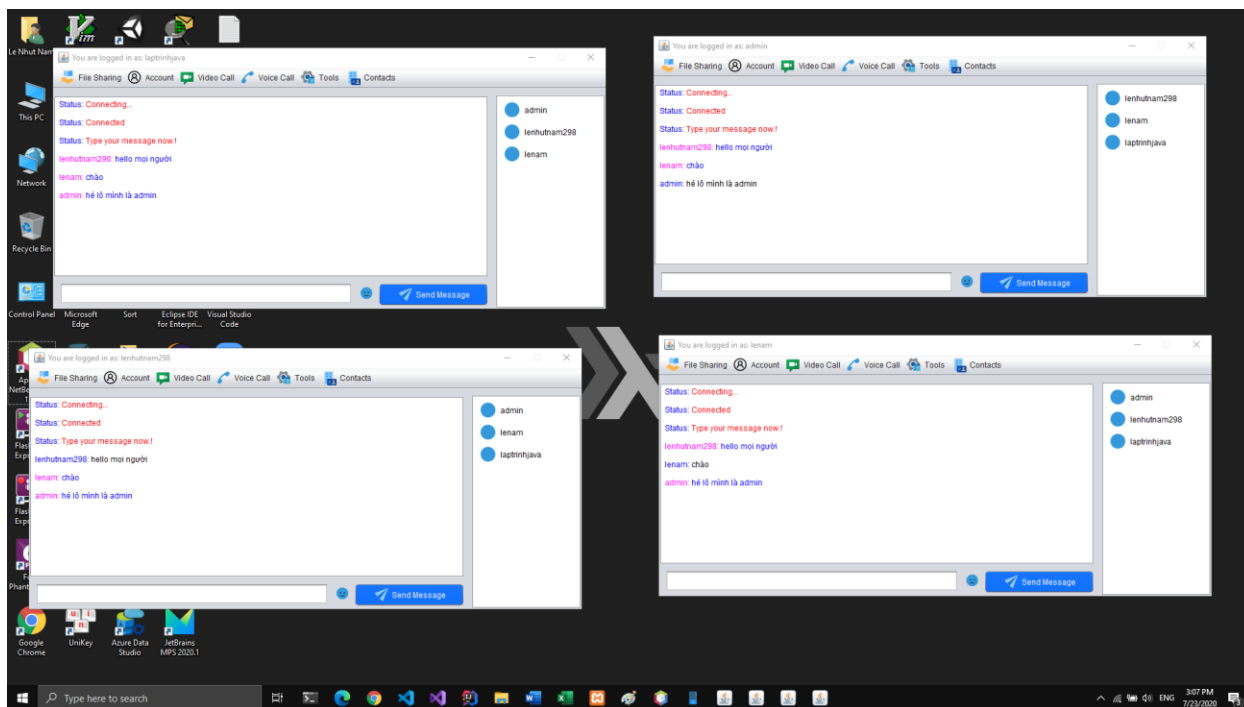 Le Nhut Nam
This PC
Network
Recycle Bin
Control Panel
Microsoft Edge
Sort
Eclipse IDE for Enterpri...
Visual Studio Code
You are logged in as: laptrinhjava
File Sharing Account Video Call Voice Call Tools Contacts
Status: Connecting...
Status: Connected
Status: Type your message now.!
lenhutnam298: hello mọi người
lenam: chào
admin: hé lô mình là admin
Send Message
admin
lenhutnam298
lenam
You are logged in as: admin
File Sharing Account Video Call Voice Call Tools Contacts
Status: Connecting...
Status: Connected
Status: Type your message now.!
lenhutnam298: hello mọi người
lenam: chào
admin: hé lô mình là admin
Send Message
lenhutnam298
lenam
laptrinhjava
You are logged in as: lenhutnam298
File Sharing Account Video Call Voice Call Tools Contacts
Status: Connecting...
Status: Connected
Status: Type your message now.!
lenhutnam298: hello mọi người
lenam: chào
admin: hé lô mình là admin
Send Message
admin
lenam
laptrinhjava
You are logged in as: lenam
File Sharing Account Video Call Voice Call Tools Contacts
Status: Connecting...
Status: Connected
Status: Type your message now.!
lenhutnam298: hello mọi người
lenam: chào
admin: hé lô mình là admin
Send Message
admin
lenhutnam298
laptrinhjava
Google Chrome
UniKey
Azure Data Studio
JetBrains MPS 2020.1
Type here to search
ENG
3:07 PM
7/23/2020